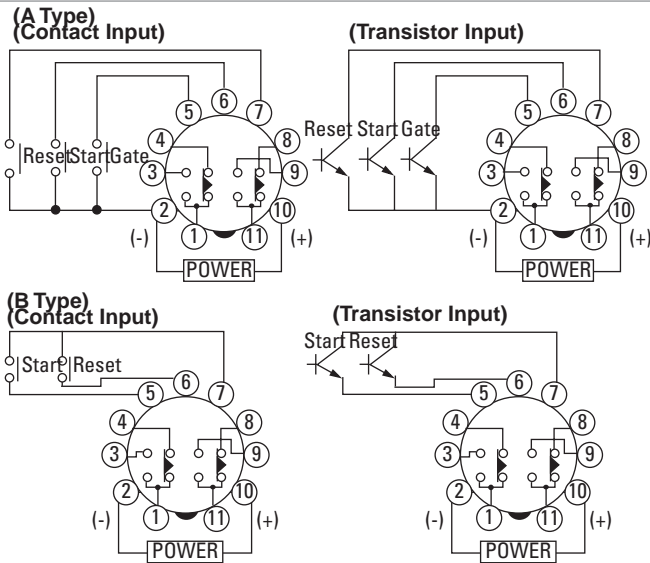 (A Type)
(Contact Input)
(Transistor Input)
5 6 7
5 6 7
Reset Start Gate
4 8
Reset Start Gate
4 8
3 9
3 9
2 10
2 10
(-) 1 11 (+)
(-) 1 11 (+)
POWER
POWER
(B Type)
(Contact Input)
(Transistor Input)
Start Reset
5 6 7
Start Reset
5 6 7
4 8
4 8
3 9
3 9
2 10
2 10
(-) 1 11 (+)
(-) 1 11 (+)
POWER
POWER